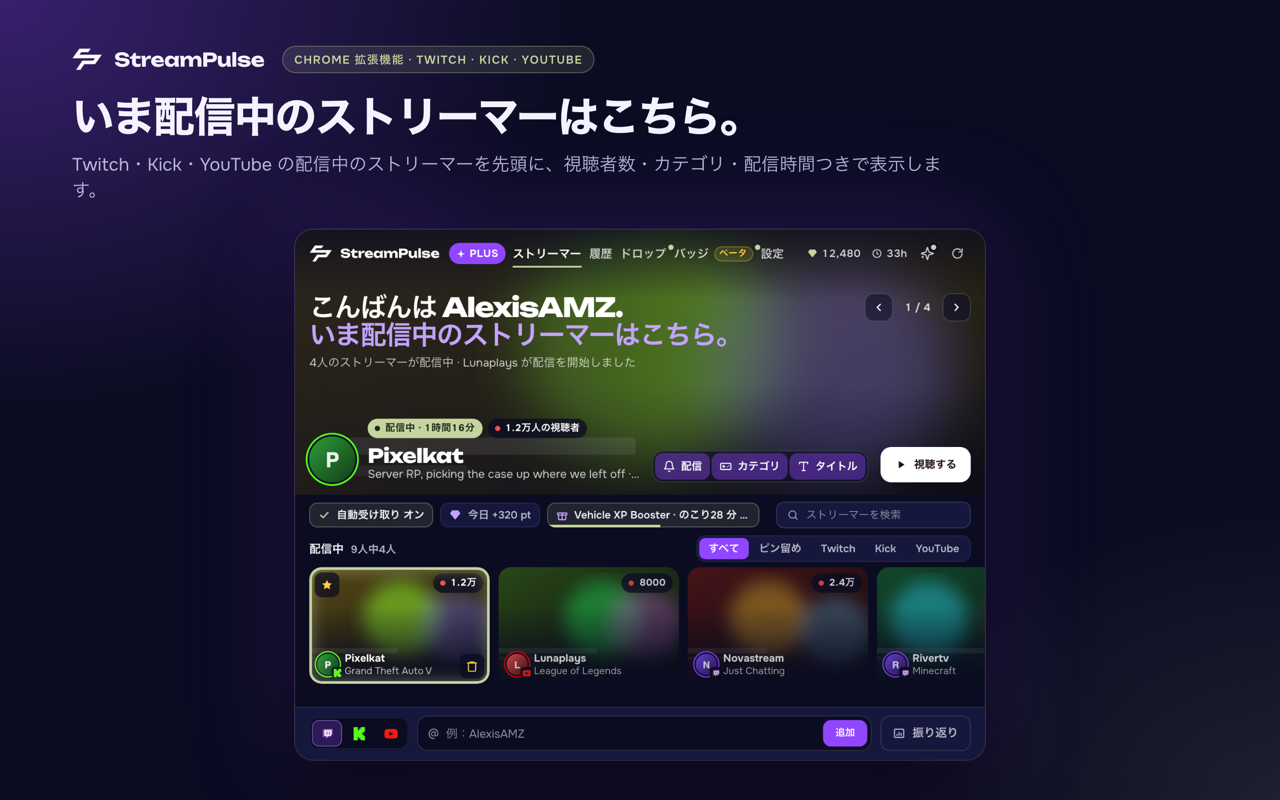 StreamPulse
CHROME 拡張機能 · TWITCH · KICK · YOUTUBE
いま配信中のストリーマーはこちら。
Twitch・Kick・YouTube の配信中のストリーマーを先頭に、視聴者数・カテゴリ・配信時間つきで表示しま
す。
StreamPulse
PLUS
ストリーマー
履歴
ドロップ
バッジ
ベータ
設定
12,480
33h
こんばんは AlexisAMZ.
いま配信中のストリーマーはこちら。
4人のストリーマーが配信中 · Lunaplays が配信を開始しました
1 / 4
配信中 · 1時間16分
1.2万人の視聴者
P
Pixelkat
Server RP, picking the case up where we left off ·…
配信
カテゴリ
タイトル
視聴する
自動受け取り オン
今日 +320 pt
Vehicle XP Booster · のこり28 分 …
ストリーマーを検索
配信中 9人中4人
すべて
ピン留め
Twitch
Kick
YouTube
1.2万
P
Pixelkat
Grand Theft Auto V
8000
L
Lunaplays
League of Legends
2.4万
N
Novastream
Just Chatting
R
Rivertv
Minecraft
@ 例：AlexisAMZ
追加
振り返り